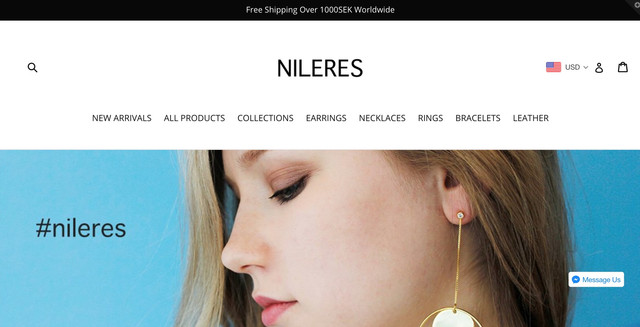 Free Shipping Over 1000SEK Worldwide
NILERES
USD
NEW ARRIVALS ALL PRODUCTS COLLECTIONS EARRINGS NECKLACES RINGS BRACELETS LEATHER
#nileres
Message Us